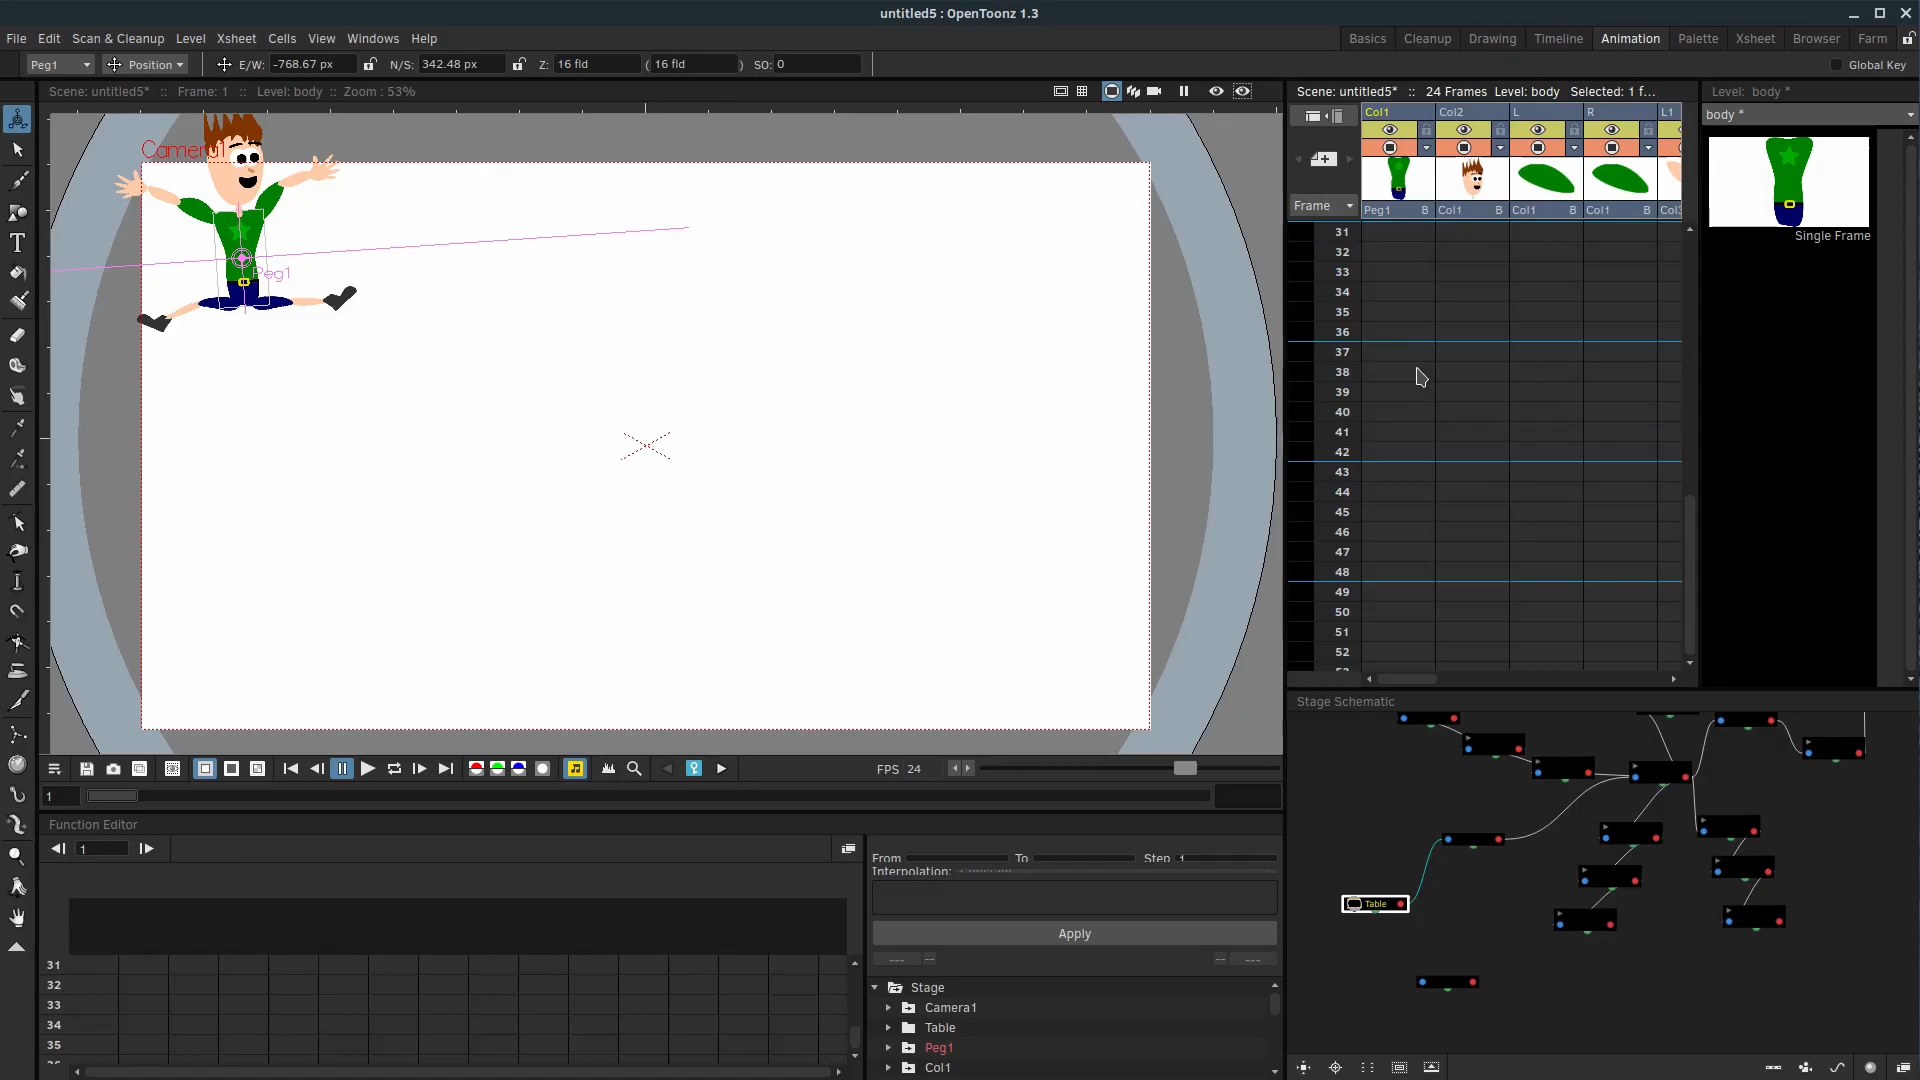 untitled5 : OpenToonz 1.3
File Edit Scan & Cleanup Level Xsheet Cells View Windows Help
Basics Cleanup Drawing Timeline Animation Palette Xsheet Browser Farm
Peg1 Position E/W: -768.67 px N/S: 342.48 px Z: 16 fld ( 16 fld ) SO: 0 Global Key
Scene: untitled5* :: Frame: 1 :: Level: body :: Zoom : 53%
Scene: untitled5* :: 24 Frames Level: body Selected: 1 f...
Level: body *
body *
Col1 Col2 L R L1
Peg1 B Col1 B Col1 B Col1 B
Frame
Single Frame
Camera1
Peg1
31
32
33
34
35
36
37
38
39
40
41
42
43
44
45
46
47
48
49
50
51
52
Stage Schematic
Table
FPS 24
1
Function Editor
1
From To Step 1
Interpolation:
Apply
--- -- -- ---
31
32
33
34
35
Stage
Camera1
Table
Peg1
Col1